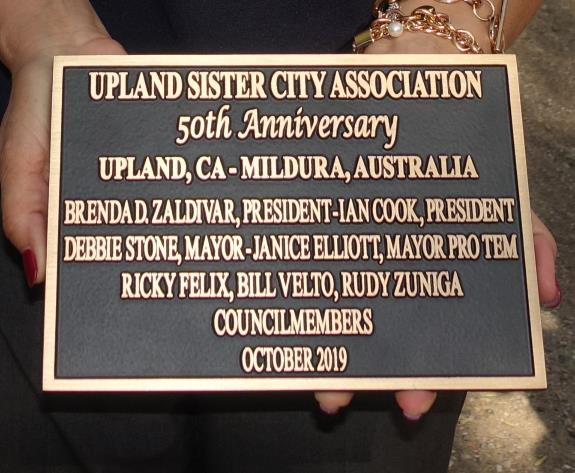 UPLAND SISTER CITY ASSOCIATION
50th Anniversary
UPLAND, CA - MILDURA, AUSTRALIA
BRENDA D. ZALDIVAR, PRESIDENT-IAN COOK, PRESIDENT
DEBBIE STONE, MAYOR - JANICE ELLIOTT, MAYOR PRO TEM
RICKY FELIX, BILL VELTO, RUDY ZUNIGA
COUNCILMEMBERS
OCTOBER 2019